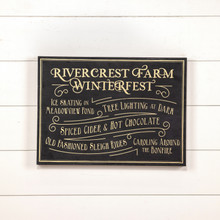 Rivercrest Farm
Winterfest
Ice Skating on
Meadowview Pond
Tree Lighting at Dark
Spiced Cider & Hot Chocolate
Old Fashioned Sleigh Rides
Caroling Around
the Bonfire